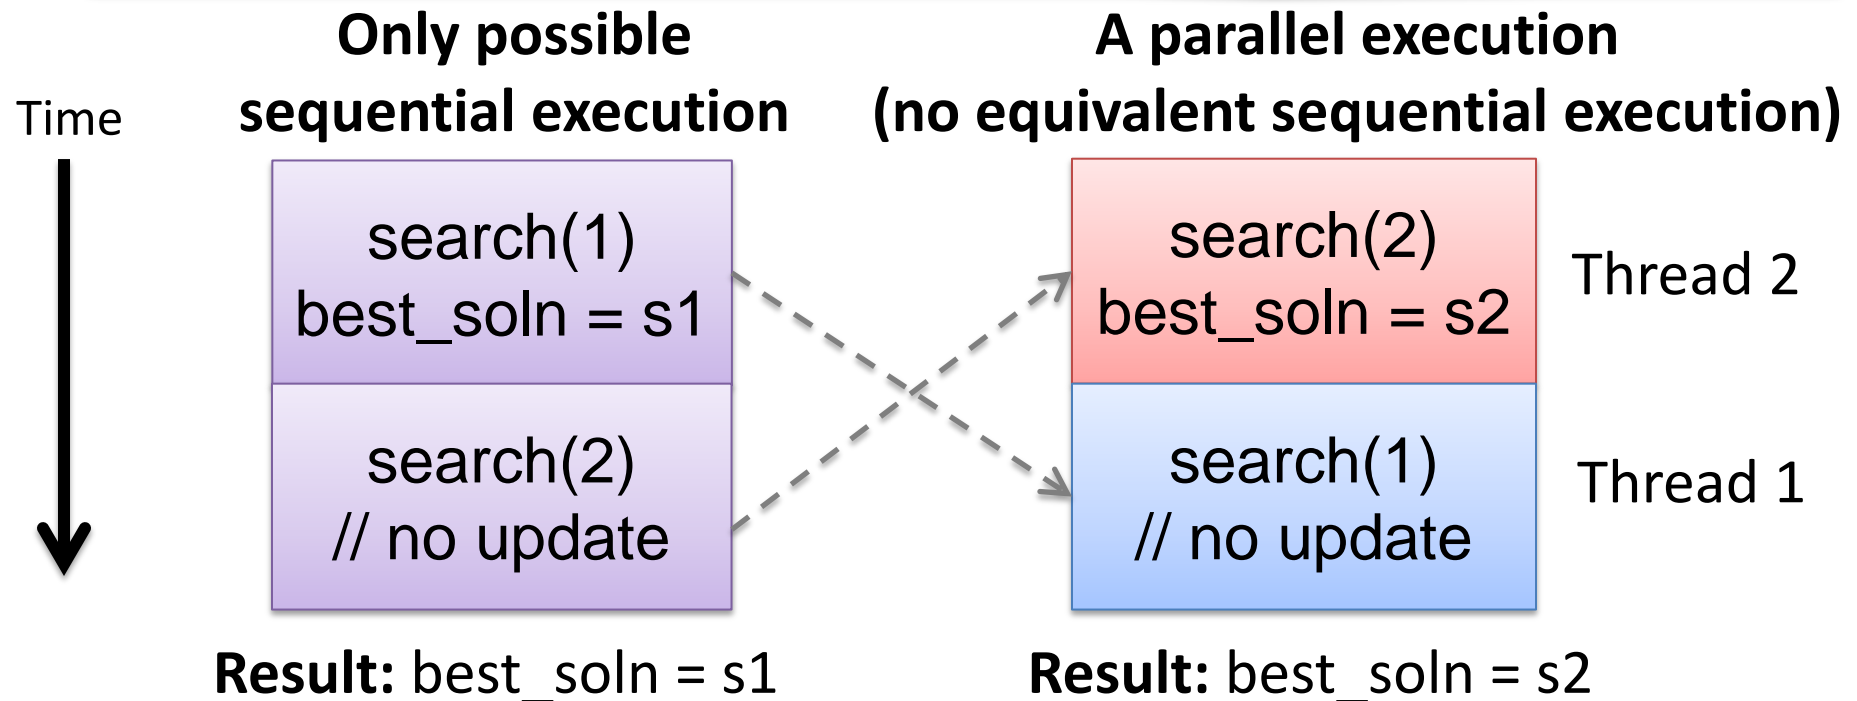 Only possible
sequential execution
A parallel execution
(no equivalent sequential execution)
Time
search(1)
best_soln = s1
search(2)
// no update
Result: best_soln = s1
search(2)
best_soln = s2
Thread 2
search(1)
// no update
Thread 1
Result: best_soln = s2